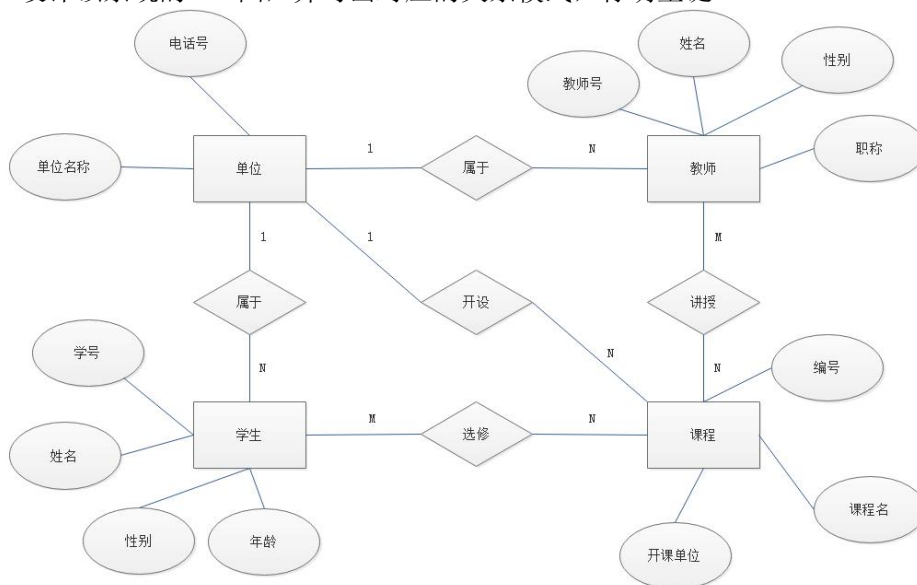 电话号
姓名
教师号
性别
单位名称
单位
1
属于
N
教师
职称
1
1
M
属于
开设
讲授
学号
N
N
N
编号
姓名
学生
M
选修
N
课程
性别
年龄
开课单位
课程名